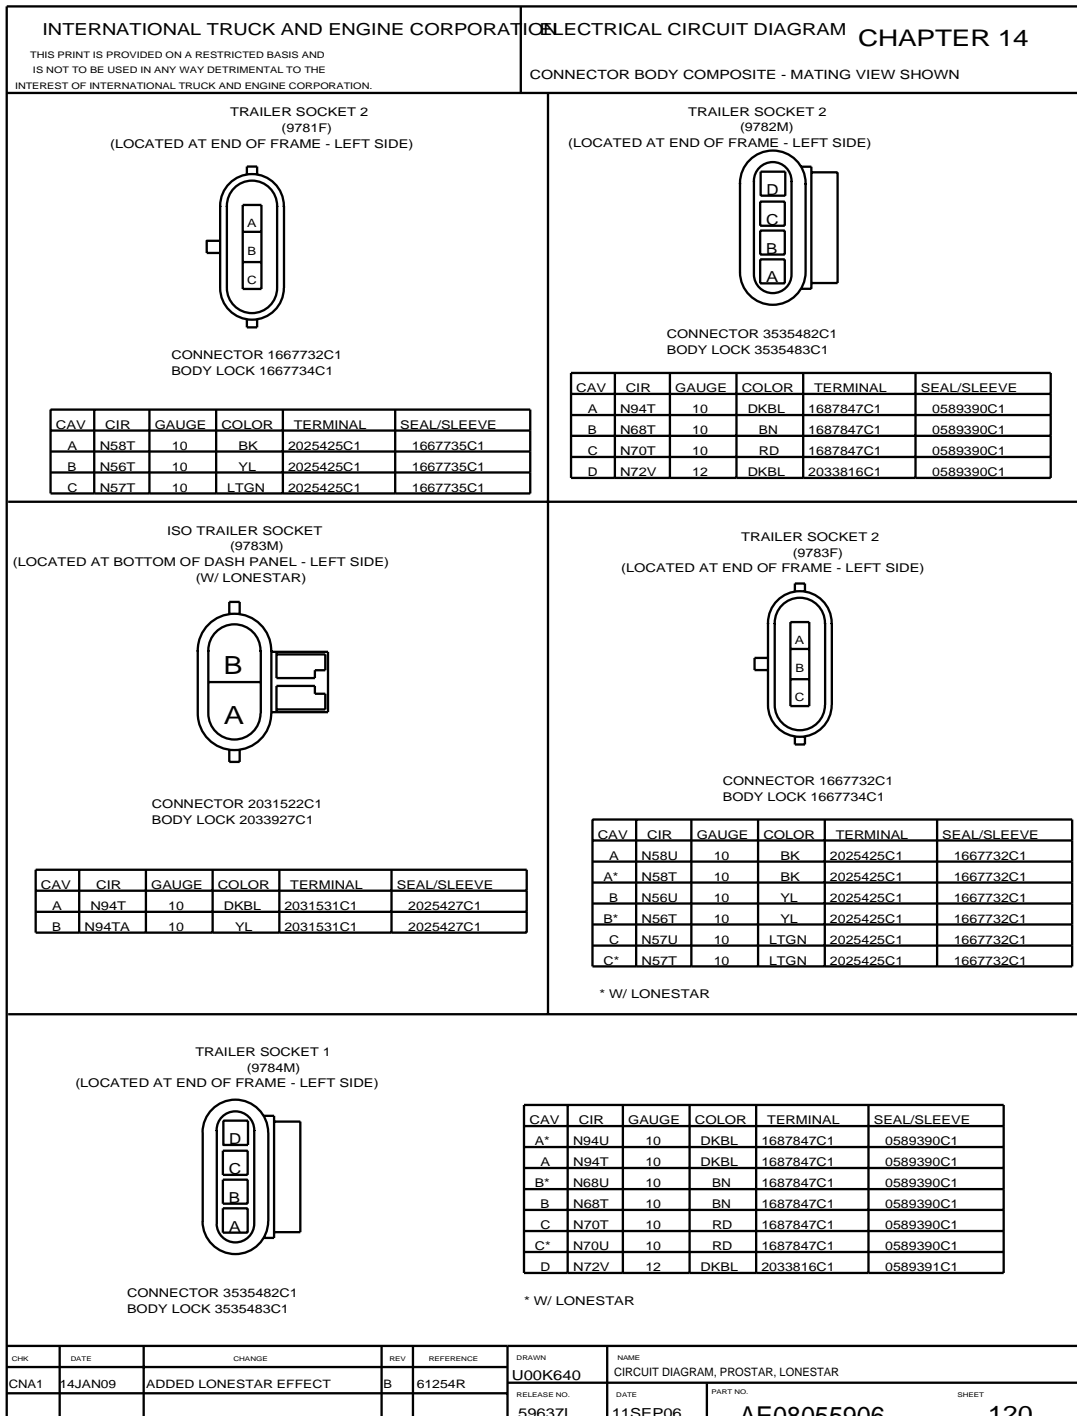 INTERNATIONAL TRUCK AND ENGINE CORPORATION
THIS PRINT IS PROVIDED ON A RESTRICTED BASIS AND
IS NOT TO BE USED IN ANY WAY DETRIMENTAL TO THE
INTEREST OF INTERNATIONAL TRUCK AND ENGINE CORPORATION.
ELECTRICAL CIRCUIT DIAGRAM CHAPTER 14
CONNECTOR BODY COMPOSITE - MATING VIEW SHOWN
TRAILER SOCKET 2
(9781F)
(LOCATED AT END OF FRAME - LEFT SIDE)
A
B
C
CONNECTOR 1667732C1
BODY LOCK 1667734C1
CAV CIR GAUGE COLOR TERMINAL SEAL/SLEEVE
A N58T 10 BK 2025425C1 1667735C1
B N56T 10 YL 2025425C1 1667735C1
C N57T 10 LTGN 2025425C1 1667735C1
TRAILER SOCKET 2
(9782M)
(LOCATED AT END OF FRAME - LEFT SIDE)
D
C
B
A
CONNECTOR 3535482C1
BODY LOCK 3535483C1
CAV CIR GAUGE COLOR TERMINAL SEAL/SLEEVE
A N94T 10 DKBL 1687847C1 0589390C1
B N68T 10 BN 1687847C1 0589390C1
C N70T 10 RD 1687847C1 0589390C1
D N72V 12 DKBL 2033816C1 0589390C1
ISO TRAILER SOCKET
(9783M)
(LOCATED AT BOTTOM OF DASH PANEL - LEFT SIDE)
(W/ LONESTAR)
B
A
CONNECTOR 2031522C1
BODY LOCK 2033927C1
CAV CIR GAUGE COLOR TERMINAL SEAL/SLEEVE
A N94T 10 DKBL 2031531C1 2025427C1
B N94TA 10 YL 2031531C1 2025427C1
TRAILER SOCKET 2
(9783F)
(LOCATED AT END OF FRAME - LEFT SIDE)
A
B
C
CONNECTOR 1667732C1
BODY LOCK 1667734C1
CAV CIR GAUGE COLOR TERMINAL SEAL/SLEEVE
A N58U 10 BK 2025425C1 1667732C1
A* N58T 10 BK 2025425C1 1667732C1
B N56U 10 YL 2025425C1 1667732C1
B* N56T 10 YL 2025425C1 1667732C1
C N57U 10 LTGN 2025425C1 1667732C1
C* N57T 10 LTGN 2025425C1 1667732C1
* W/ LONESTAR
TRAILER SOCKET 1
(9784M)
(LOCATED AT END OF FRAME - LEFT SIDE)
D
C
B
A
CONNECTOR 3535482C1
BODY LOCK 3535483C1
CAV CIR GAUGE COLOR TERMINAL SEAL/SLEEVE
A* N94U 10 DKBL 1687847C1 0589390C1
A N94T 10 DKBL 1687847C1 0589390C1
B* N68U 10 BN 1687847C1 0589390C1
B N68T 10 BN 1687847C1 0589390C1
C N70T 10 RD 1687847C1 0589390C1
C* N70U 10 RD 1687847C1 0589390C1
D N72V 12 DKBL 2033816C1 0589391C1
* W/ LONESTAR
CHK DATE CHANGE REV REFERENCE
CNA1 14JAN09 ADDED LONESTAR EFFECT B 61254R
DRAWN
U00K640
NAME
CIRCUIT DIAGRAM, PROSTAR, LONESTAR
RELEASE NO. DATE PART NO. SHEET
59637L 11SEP06 AE08055906 120